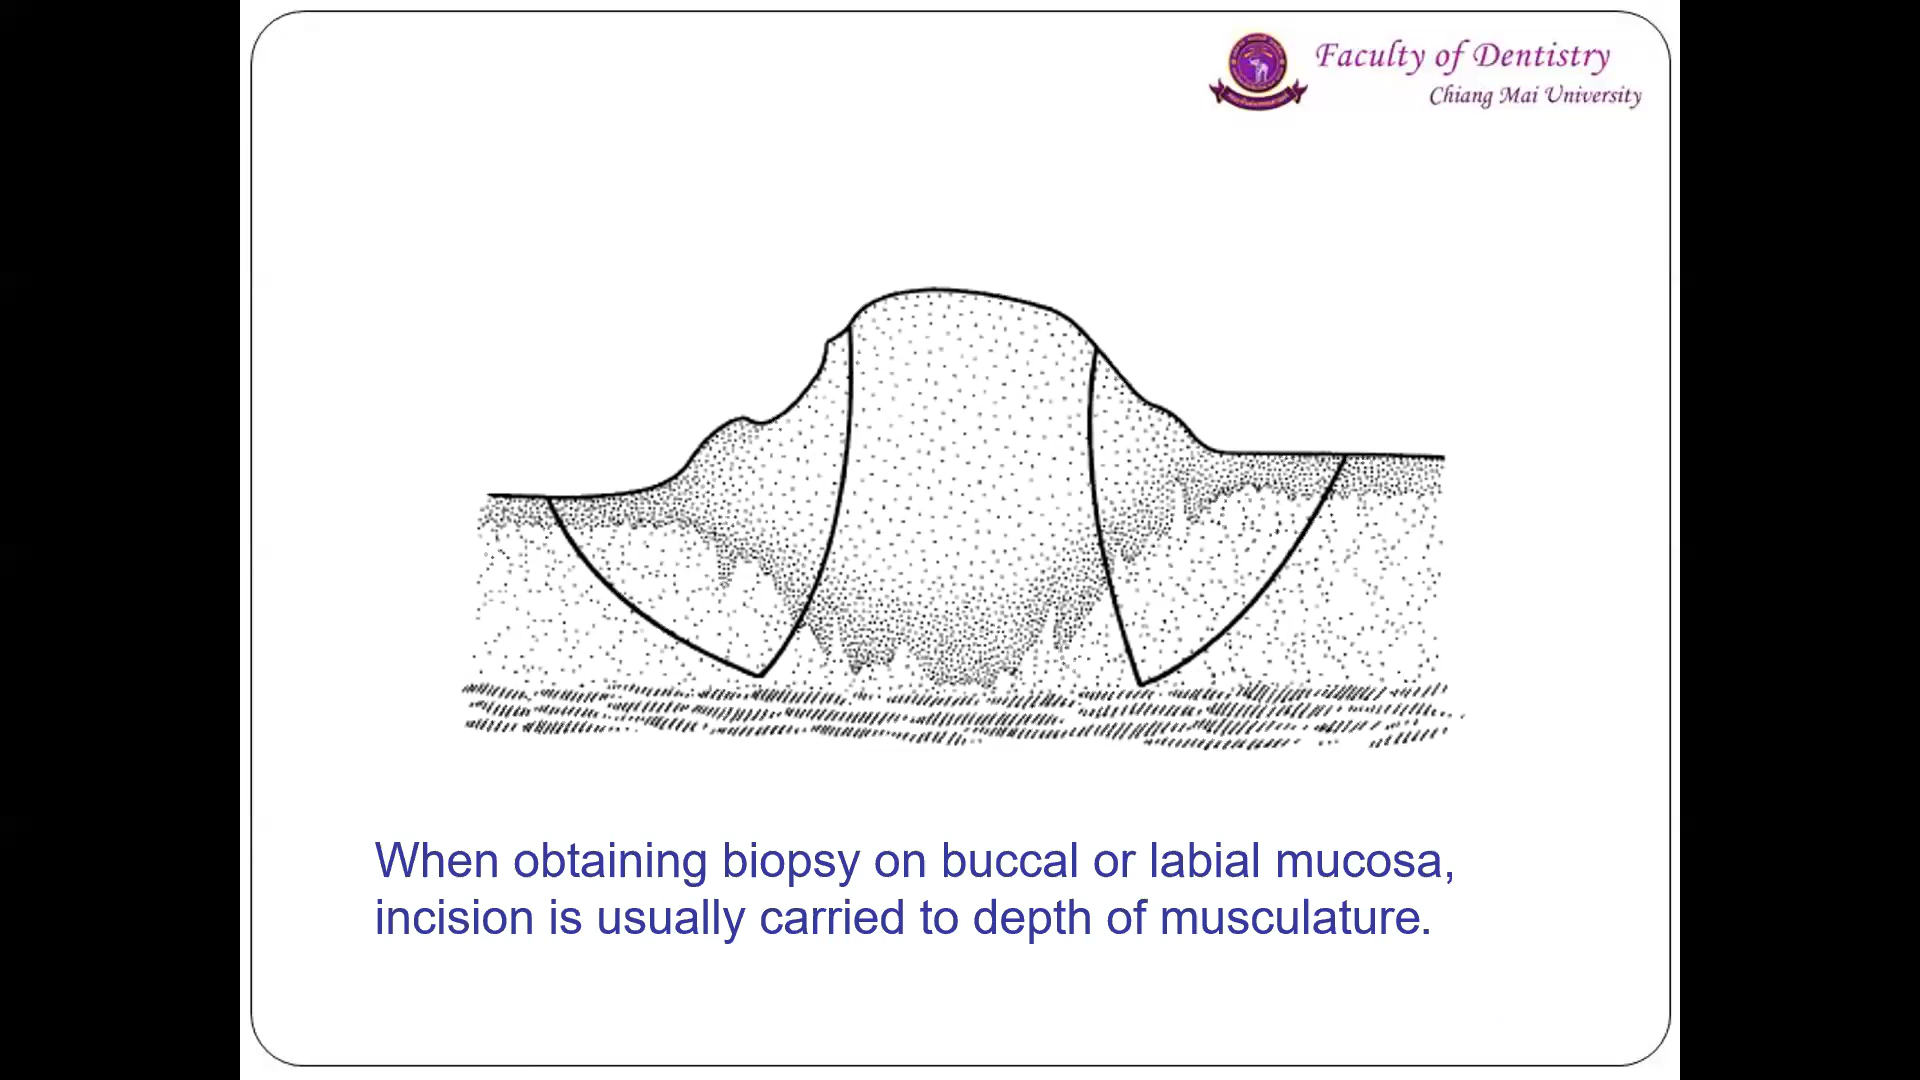 Faculty of Dentistry
Chiang Mai University
When obtaining biopsy on buccal or labial mucosa,
incision is usually carried to depth of musculature.